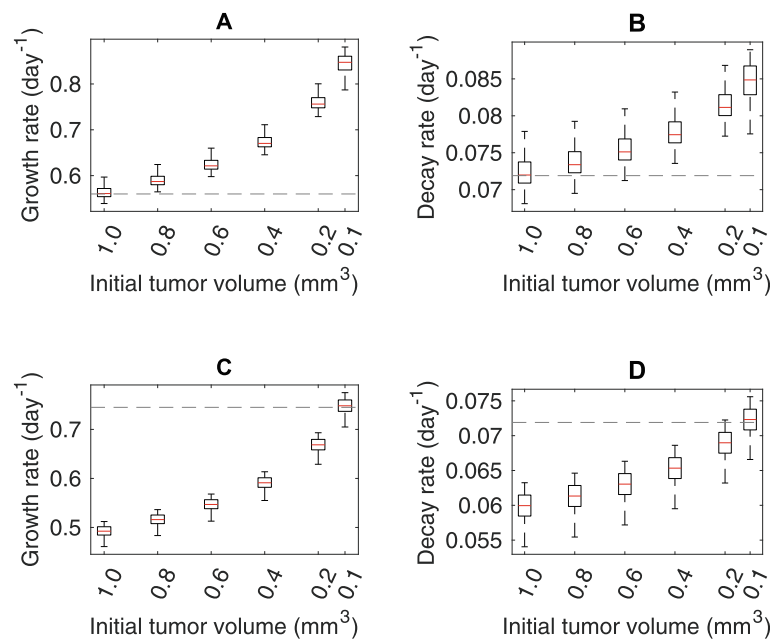 A
Growth rate (day⁻¹)
0.8
0.7
0.6
1.0 0.8 0.6 0.4 0.2 0.1
Initial tumor volume (mm³)
B
Decay rate (day⁻¹)
0.085
0.08
0.075
0.07
1.0 0.8 0.6 0.4 0.2 0.1
Initial tumor volume (mm³)
C
Growth rate (day⁻¹)
0.7
0.6
0.5
1.0 0.8 0.6 0.4 0.2 0.1
Initial tumor volume (mm³)
D
Decay rate (day⁻¹)
0.075
0.07
0.065
0.06
0.055
1.0 0.8 0.6 0.4 0.2 0.1
Initial tumor volume (mm³)